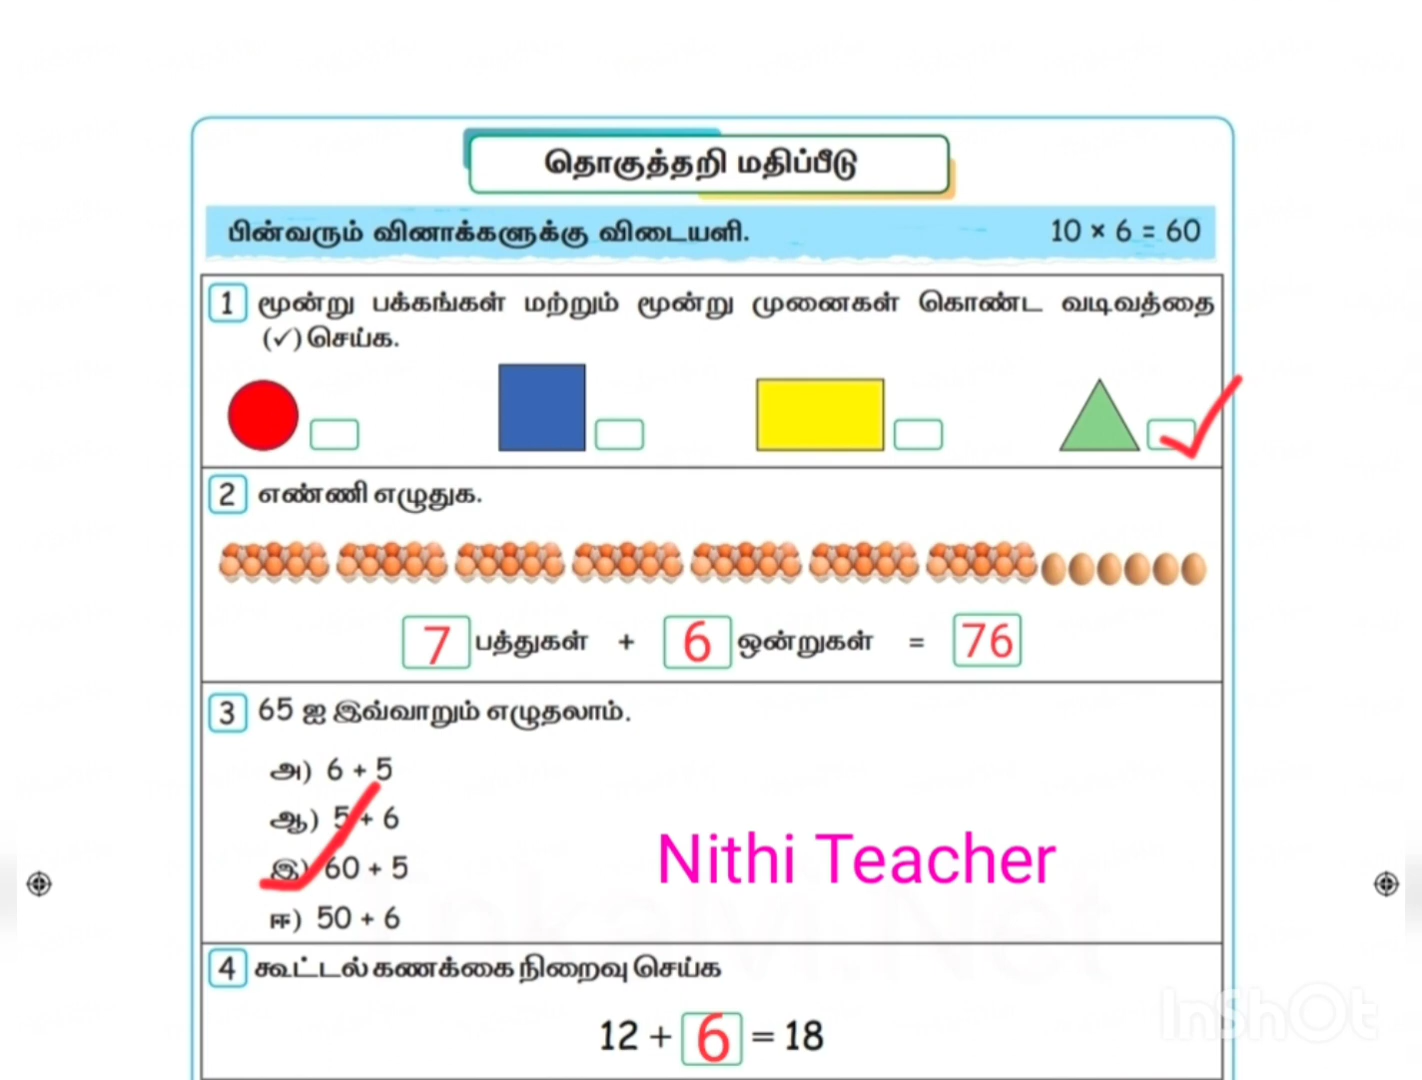 தொகுத்தறி மதிப்பீடு
பின்வரும் வினாக்களுக்கு விடையளி. 10 × 6 = 60
1 மூன்று பக்கங்கள் மற்றும் மூன்று முனைகள் கொண்ட வடிவத்தை
(✓) செய்க.
2 எண்ணி எழுதுக.
7 பத்துகள் + 6 ஒன்றுகள் = 76
3 65 ஐ இவ்வாறும் எழுதலாம்.
அ) 6 + 5
ஆ) 5 + 6
இ) 60 + 5
Nithi Teacher
ஈ) 50 + 6
4 கூட்டல் கணக்கை நிறைவு செய்க
InShOt
12 + 6 = 18